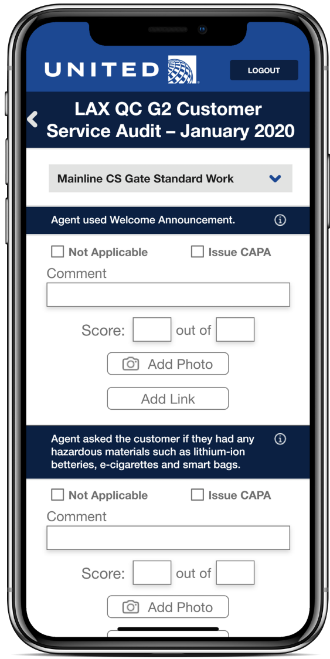 UNITED
LOGOUT
LAX QC G2 Customer
Service Audit – January 2020
Mainline CS Gate Standard Work
Agent used Welcome Announcement.
Not Applicable
Issue CAPA
Comment
Score:
out of
Add Photo
Add Link
Agent asked the customer if they had any
hazardous materials such as lithium-ion
betteries, e-cigarettes and smart bags.
Not Applicable
Issue CAPA
Comment
Score:
out of
Add Photo